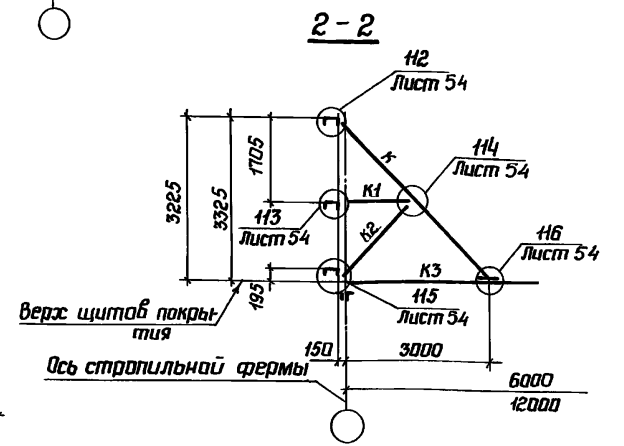 2-2
112
Лист 54
114
Лист 54
К
1705
3225
3325
К1
113
Лист 54
К2
116
Лист 54
К3
195
115
Лист 54
Верх щитов покры-
тия
150
3000
Ось стропильной фермы
6000
12000